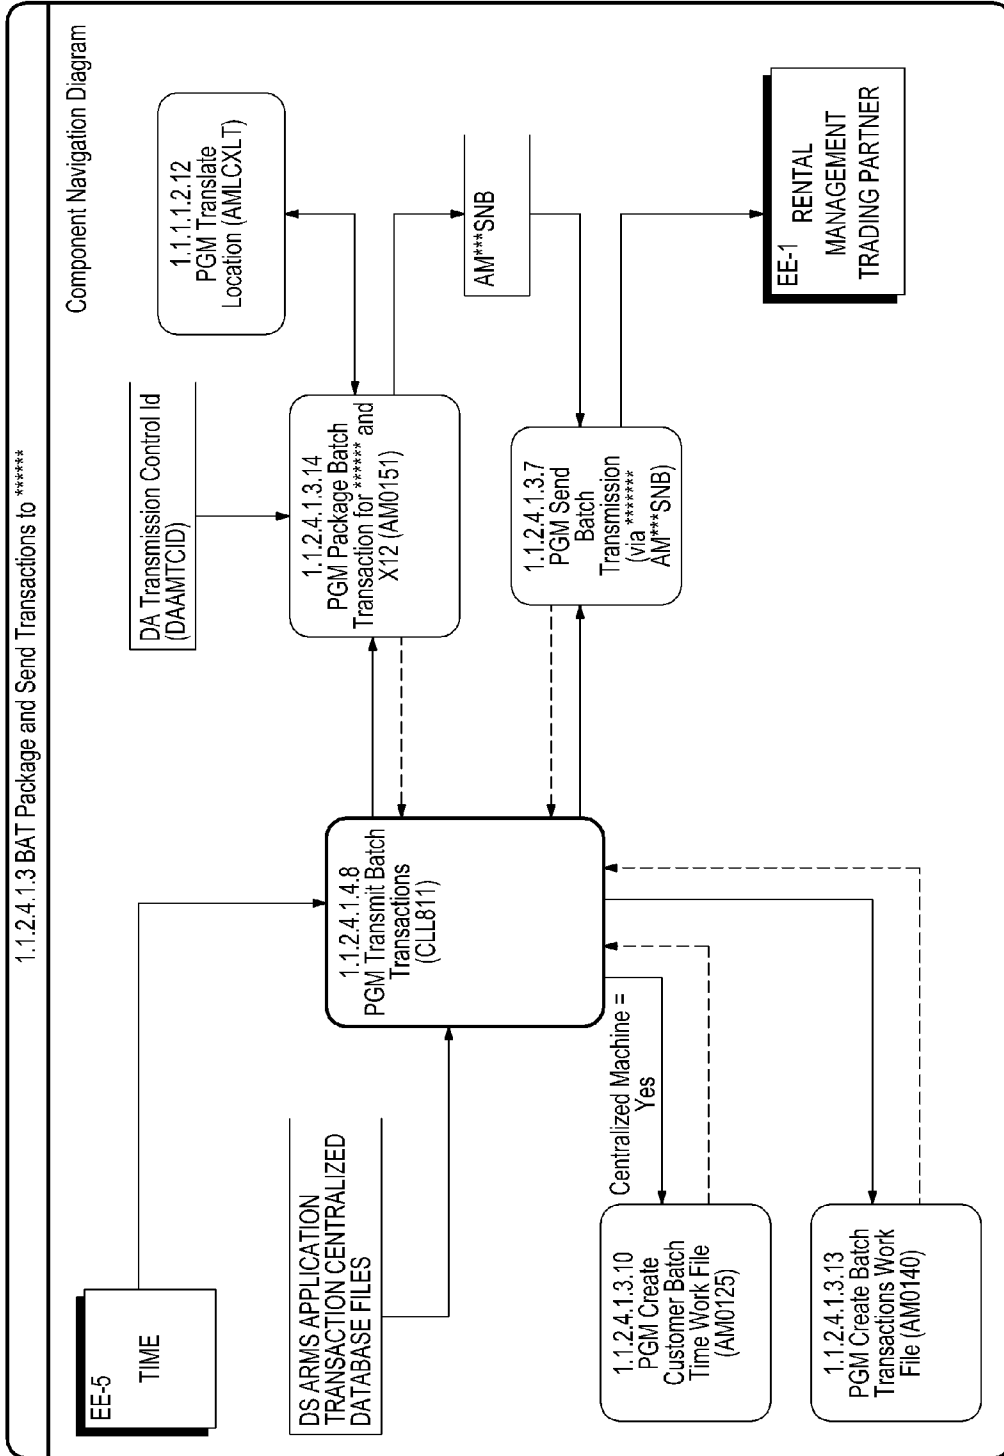 1.1.2.4.1.3 BAT Package and Send Transactions to ******
Component Navigation Diagram
EE-5
TIME
DS ARMS APPLICATION
TRANSACTION CENTRALIZED
DATABASE FILES
1.1.2.4.1.4.8
PGM Transmit Batch
Transactions
(CLL811)
Centralized Machine =
Yes
1.1.2.4.1.3.10
PGM Create
Customer Batch
Time Work File
(AM0125)
1.1.2.4.1.3.13
PGM Create Batch
Transactions Work
File (AM0140)
DA Transmission Control Id
(DAAMTCID)
1.1.2.4.1.3.14
PGM Package Batch
Transaction for ****** and
X12 (AM0151)
1.1.1.1.2.12
PGM Translate
Location (AMLCXLT)
AM***SNB
1.1.2.4.1.3.7
PGM Send
Batch
Transmission
(via *******
AM***SNB)
EE-1
RENTAL
MANAGEMENT
TRADING PARTNER